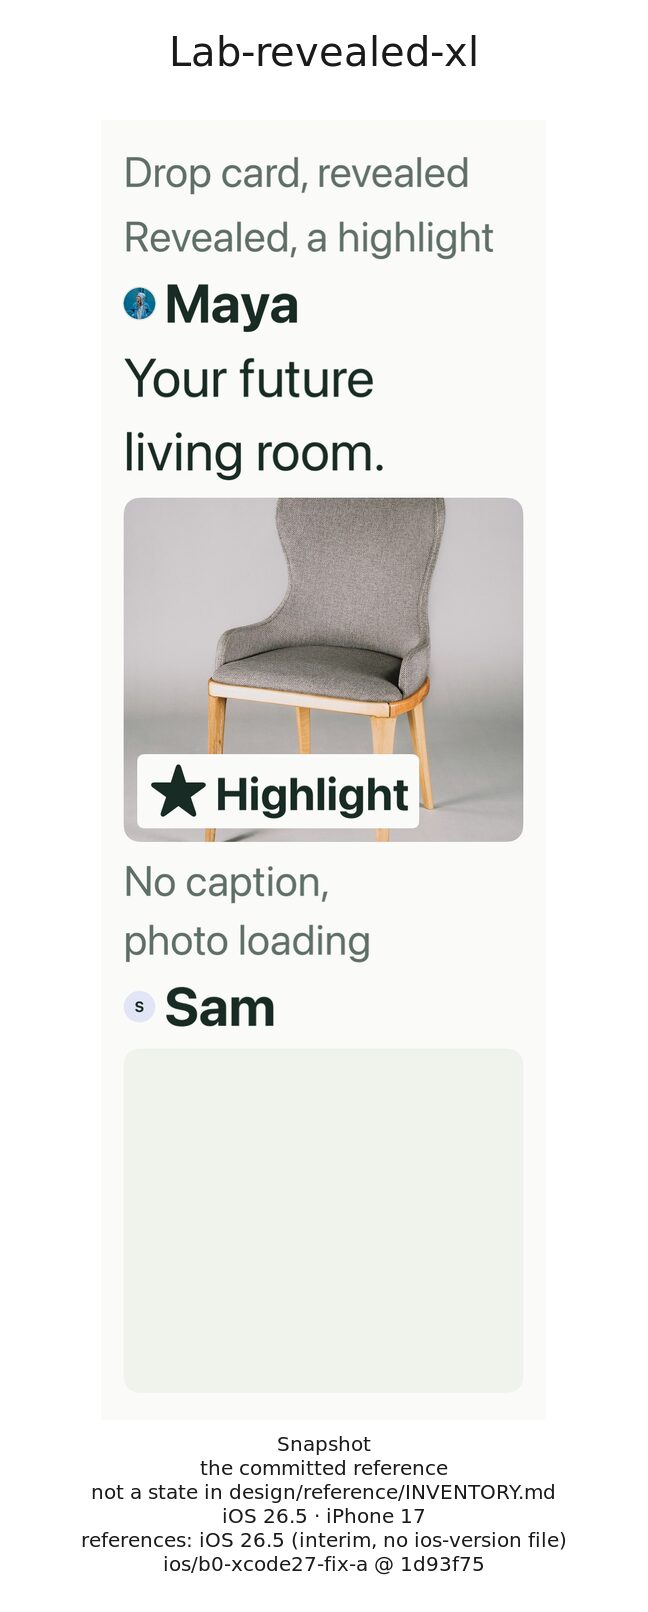 Lab-revealed-xl
Drop card, revealed
Revealed, a highlight
Maya
Your future
living room.
Highlight
No caption,
photo loading
S
Sam
Snapshot
the committed reference
not a state in design/reference/INVENTORY.md
iOS 26.5 · iPhone 17
references: iOS 26.5 (interim, no ios-version file)
ios/b0-xcode27-fix-a @ 1d93f75